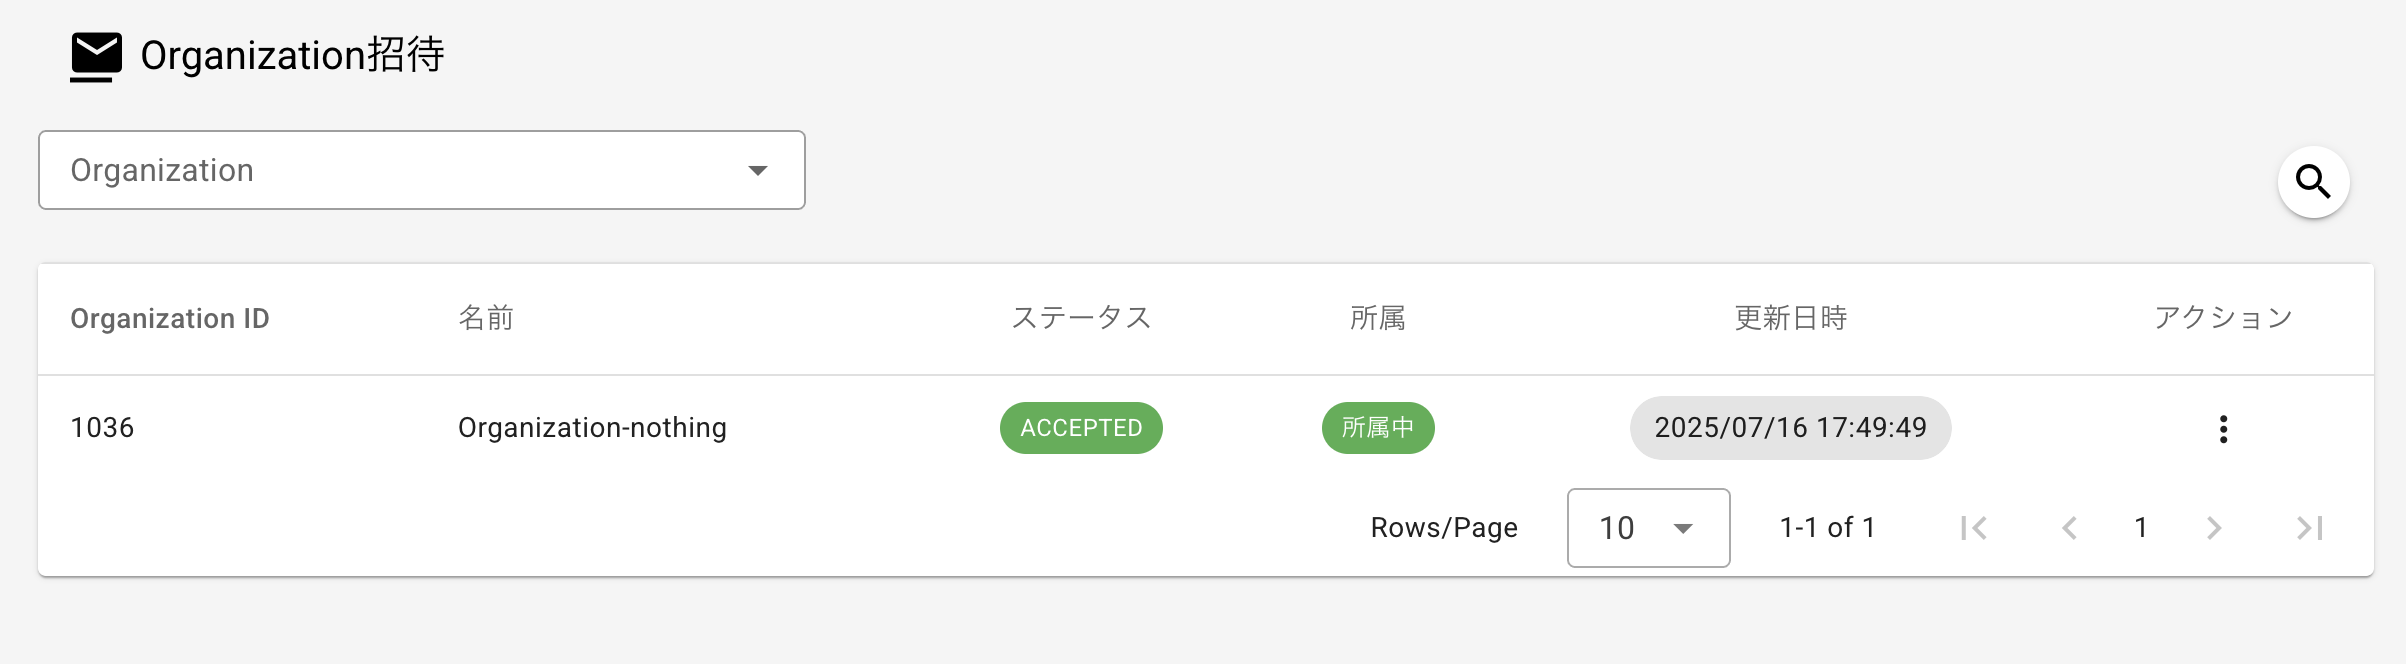 Organization招待
Organization
Organization ID 名前 ステータス 所属 更新日時 アクション
1036 Organization-nothing ACCEPTED 所属中 2025/07/16 17:49:49
Rows/Page 10 1-1 of 1 1